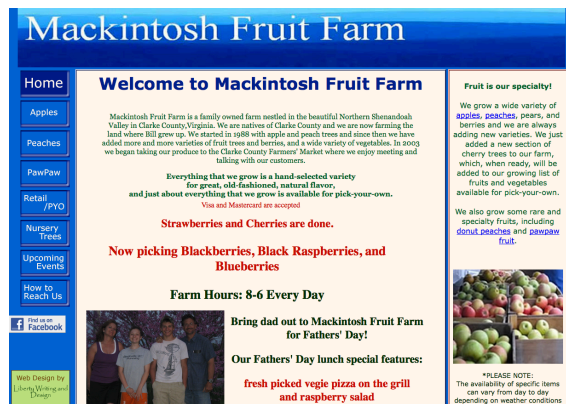 Mackintosh Fruit Farm
Home
Apples
Peaches
PawPaw
Retail
/PYO
Nursery
Trees
Upcoming
Events
How to
Reach Us
Find us on
Facebook
Web Design by
Liberty Writing and
Design
Welcome to Mackintosh Fruit Farm
Mackintosh Fruit Farm is a family owned farm nestled in the beautiful Northern Shenandoah
Valley in Clarke County,Virginia. We are natives of Clarke County and we are now farming the
land where Bill grew up. We started in 1988 with apple and peach trees and since then we have
added more and more varieties of fruit trees and berries, and a wide variety of vegetables. In 2003
we began taking our produce to the Clarke County Farmers' Market where we enjoy meeting and
talking with our customers.
Everything that we grow is a hand-selected variety
for great, old-fashioned, natural flavor,
and just about everything that we grow is available for pick-your-own.
Visa and Mastercard are accepted
Strawberries and Cherries are done.
Now picking Blackberries, Black Raspberries, and
Blueberries
Farm Hours: 8-6 Every Day
Bring dad out to Mackintosh Fruit Farm
for Fathers' Day!
Our Fathers' Day lunch special features:
fresh picked vegie pizza on the grill
and raspberry salad
Fruit is our specialty!
We grow a wide variety of
apples, peaches, pears, and
berries and we are always
adding new varieties. We just
added a new section of
cherry trees to our farm,
which, when ready, will be
added to our growing list of
fruits and vegetables
available for pick-your-own.
We also grow some rare and
specialty fruits, including
donut peaches and pawpaw
fruit.
*PLEASE NOTE:
The availability of specific items
can vary from day to day
depending on weather conditions